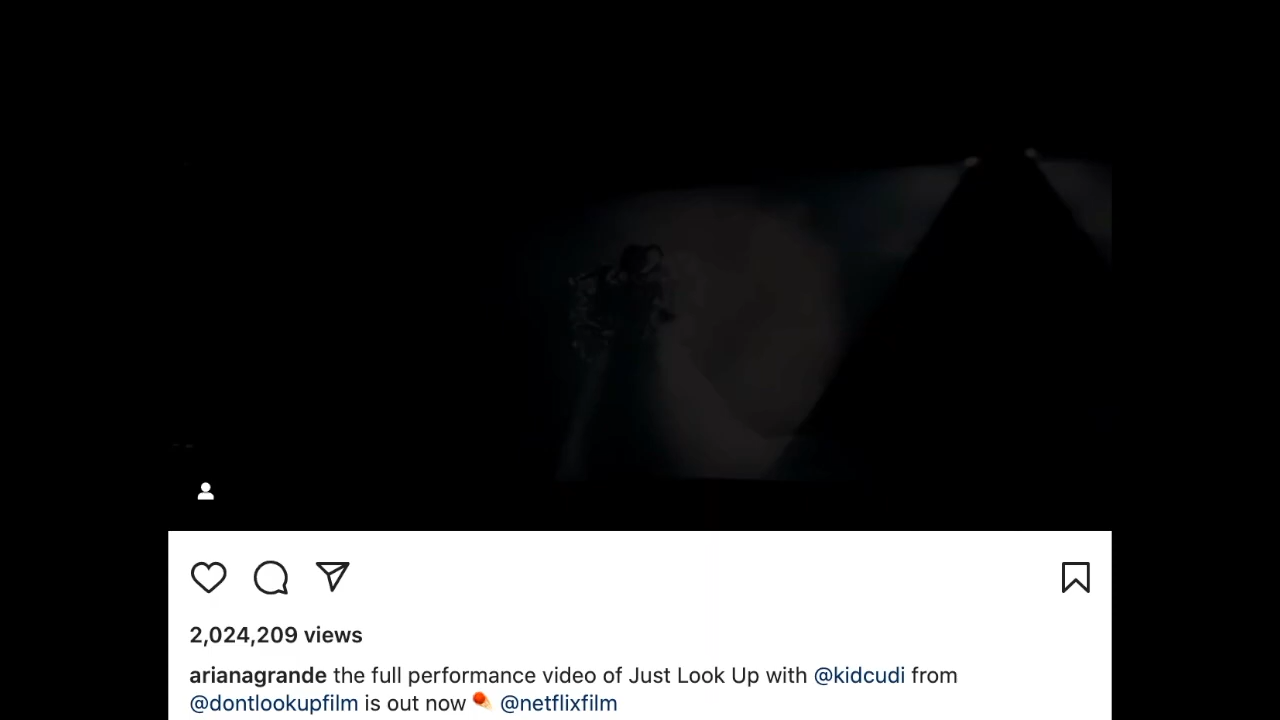 2,024,209 views
arianagrande the full performance video of Just Look Up with @kidcudi from
@dontlookupfilm is out now ☄️ @netflixfilm